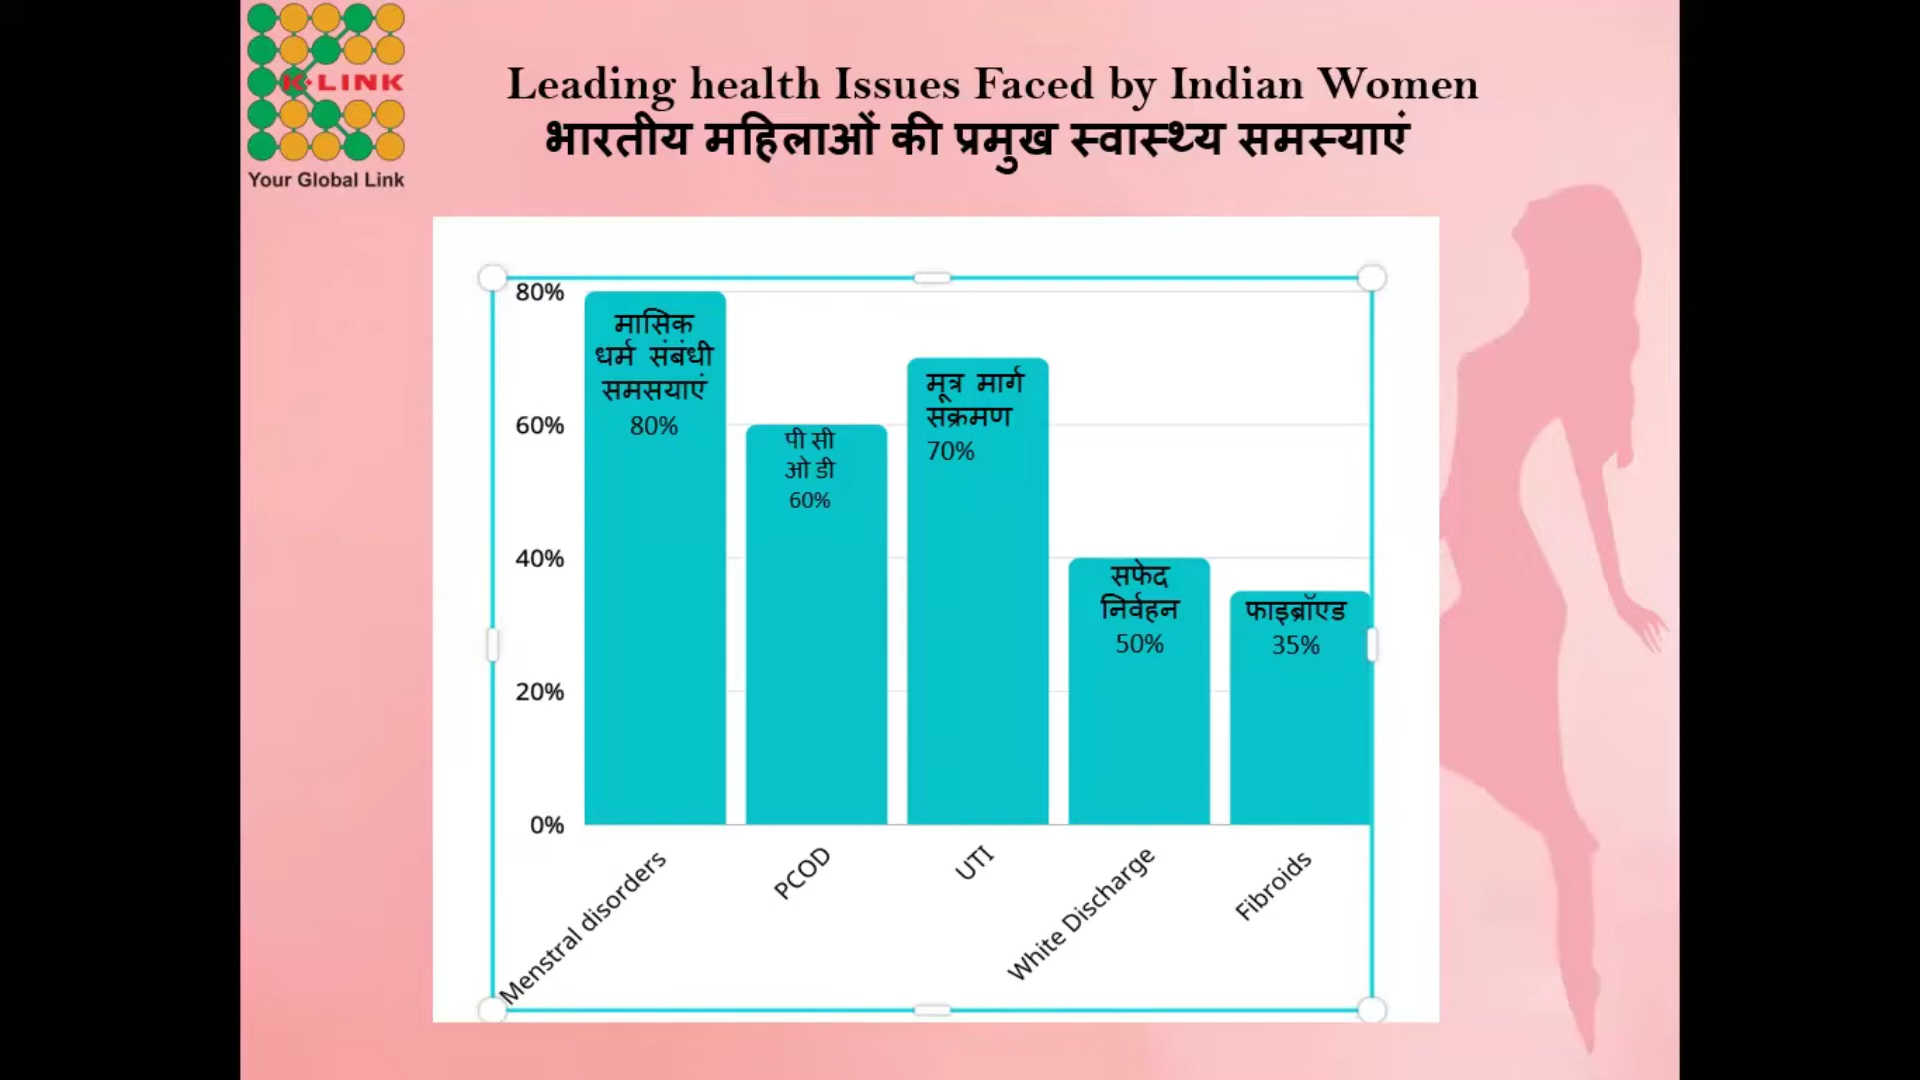 K-LINK
Your Global Link
Leading health Issues Faced by Indian Women
भारतीय महिलाओं की प्रमुख स्वास्थ्य समस्याएं
80%
60%
40%
20%
0%
मासिक
धर्म संबंधी
समसयाएं
80%
पी सी
ओ डी
60%
मूत्र मार्ग
संक्रमण
70%
सफेद
निर्वहन
50%
फाइब्रॉएड
35%
Menstral disorders
PCOD
UTI
White Discharge
Fibroids